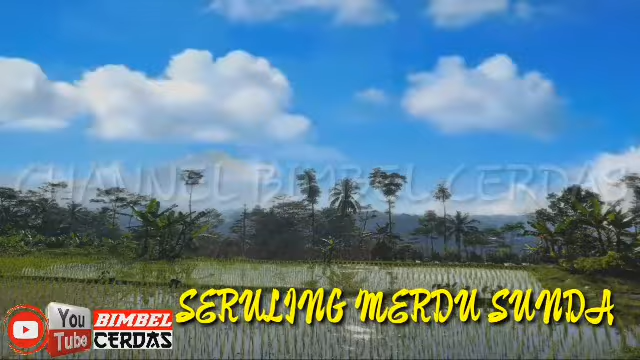 CHANNEL BIMBEL CERDAS
SERULING MERDU SUNDA
You
Tube
BIMBEL
CERDAS